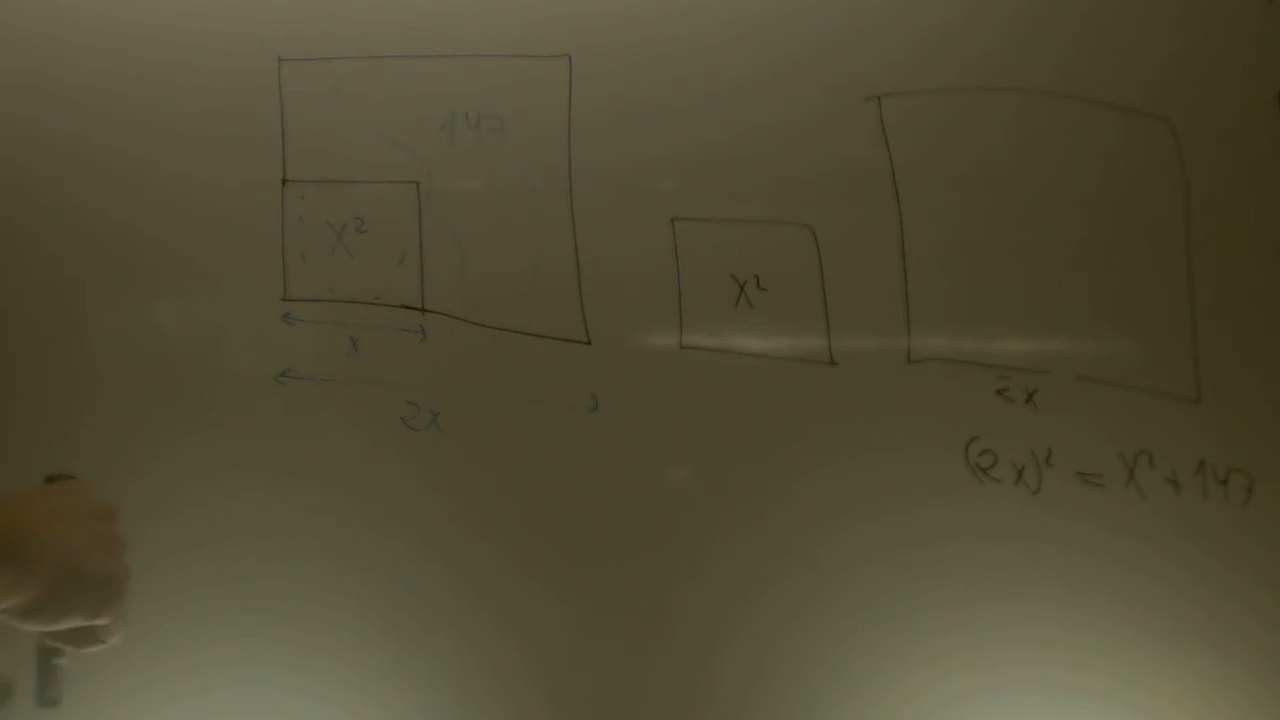 147
X²
x
2x
X²
2x
(2x)² = X² + 147